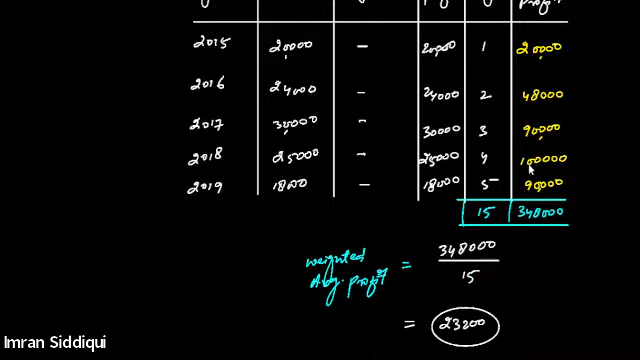 2015 20000 — 20000 1 20000
2016 24000 - 24000 2 48000
2017 30000 - 30000 3 90000
2018 25000 - 25000 4 100000
2019 1800 — 18000 5 90000
15 348000
weighted
Avg. profit = 348000
15
= 23200
Imran Siddiqui